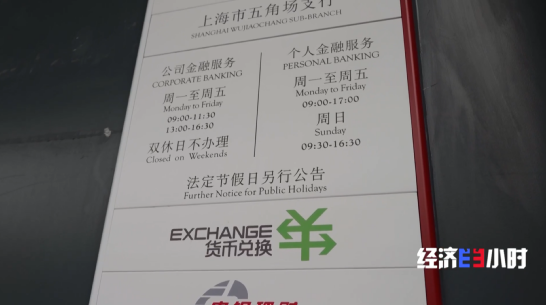 上海市五角场支行
SHANGHAI WUJIAOCHANG SUB-BRANCH
公司金融服务
CORPORATE BANKING
周一至周五
Monday to Friday
09:00-11:30
13:00-16:30
双休日不办理
Closed on Weekends
个人金融服务
PERSONAL BANKING
周一至周五
Monday to Friday
09:00-17:00
周日
Sunday
09:30-16:30
法定节假日另行公告
Further Notice for Public Holidays
EXCHANGE
货币兑换
经济 小时